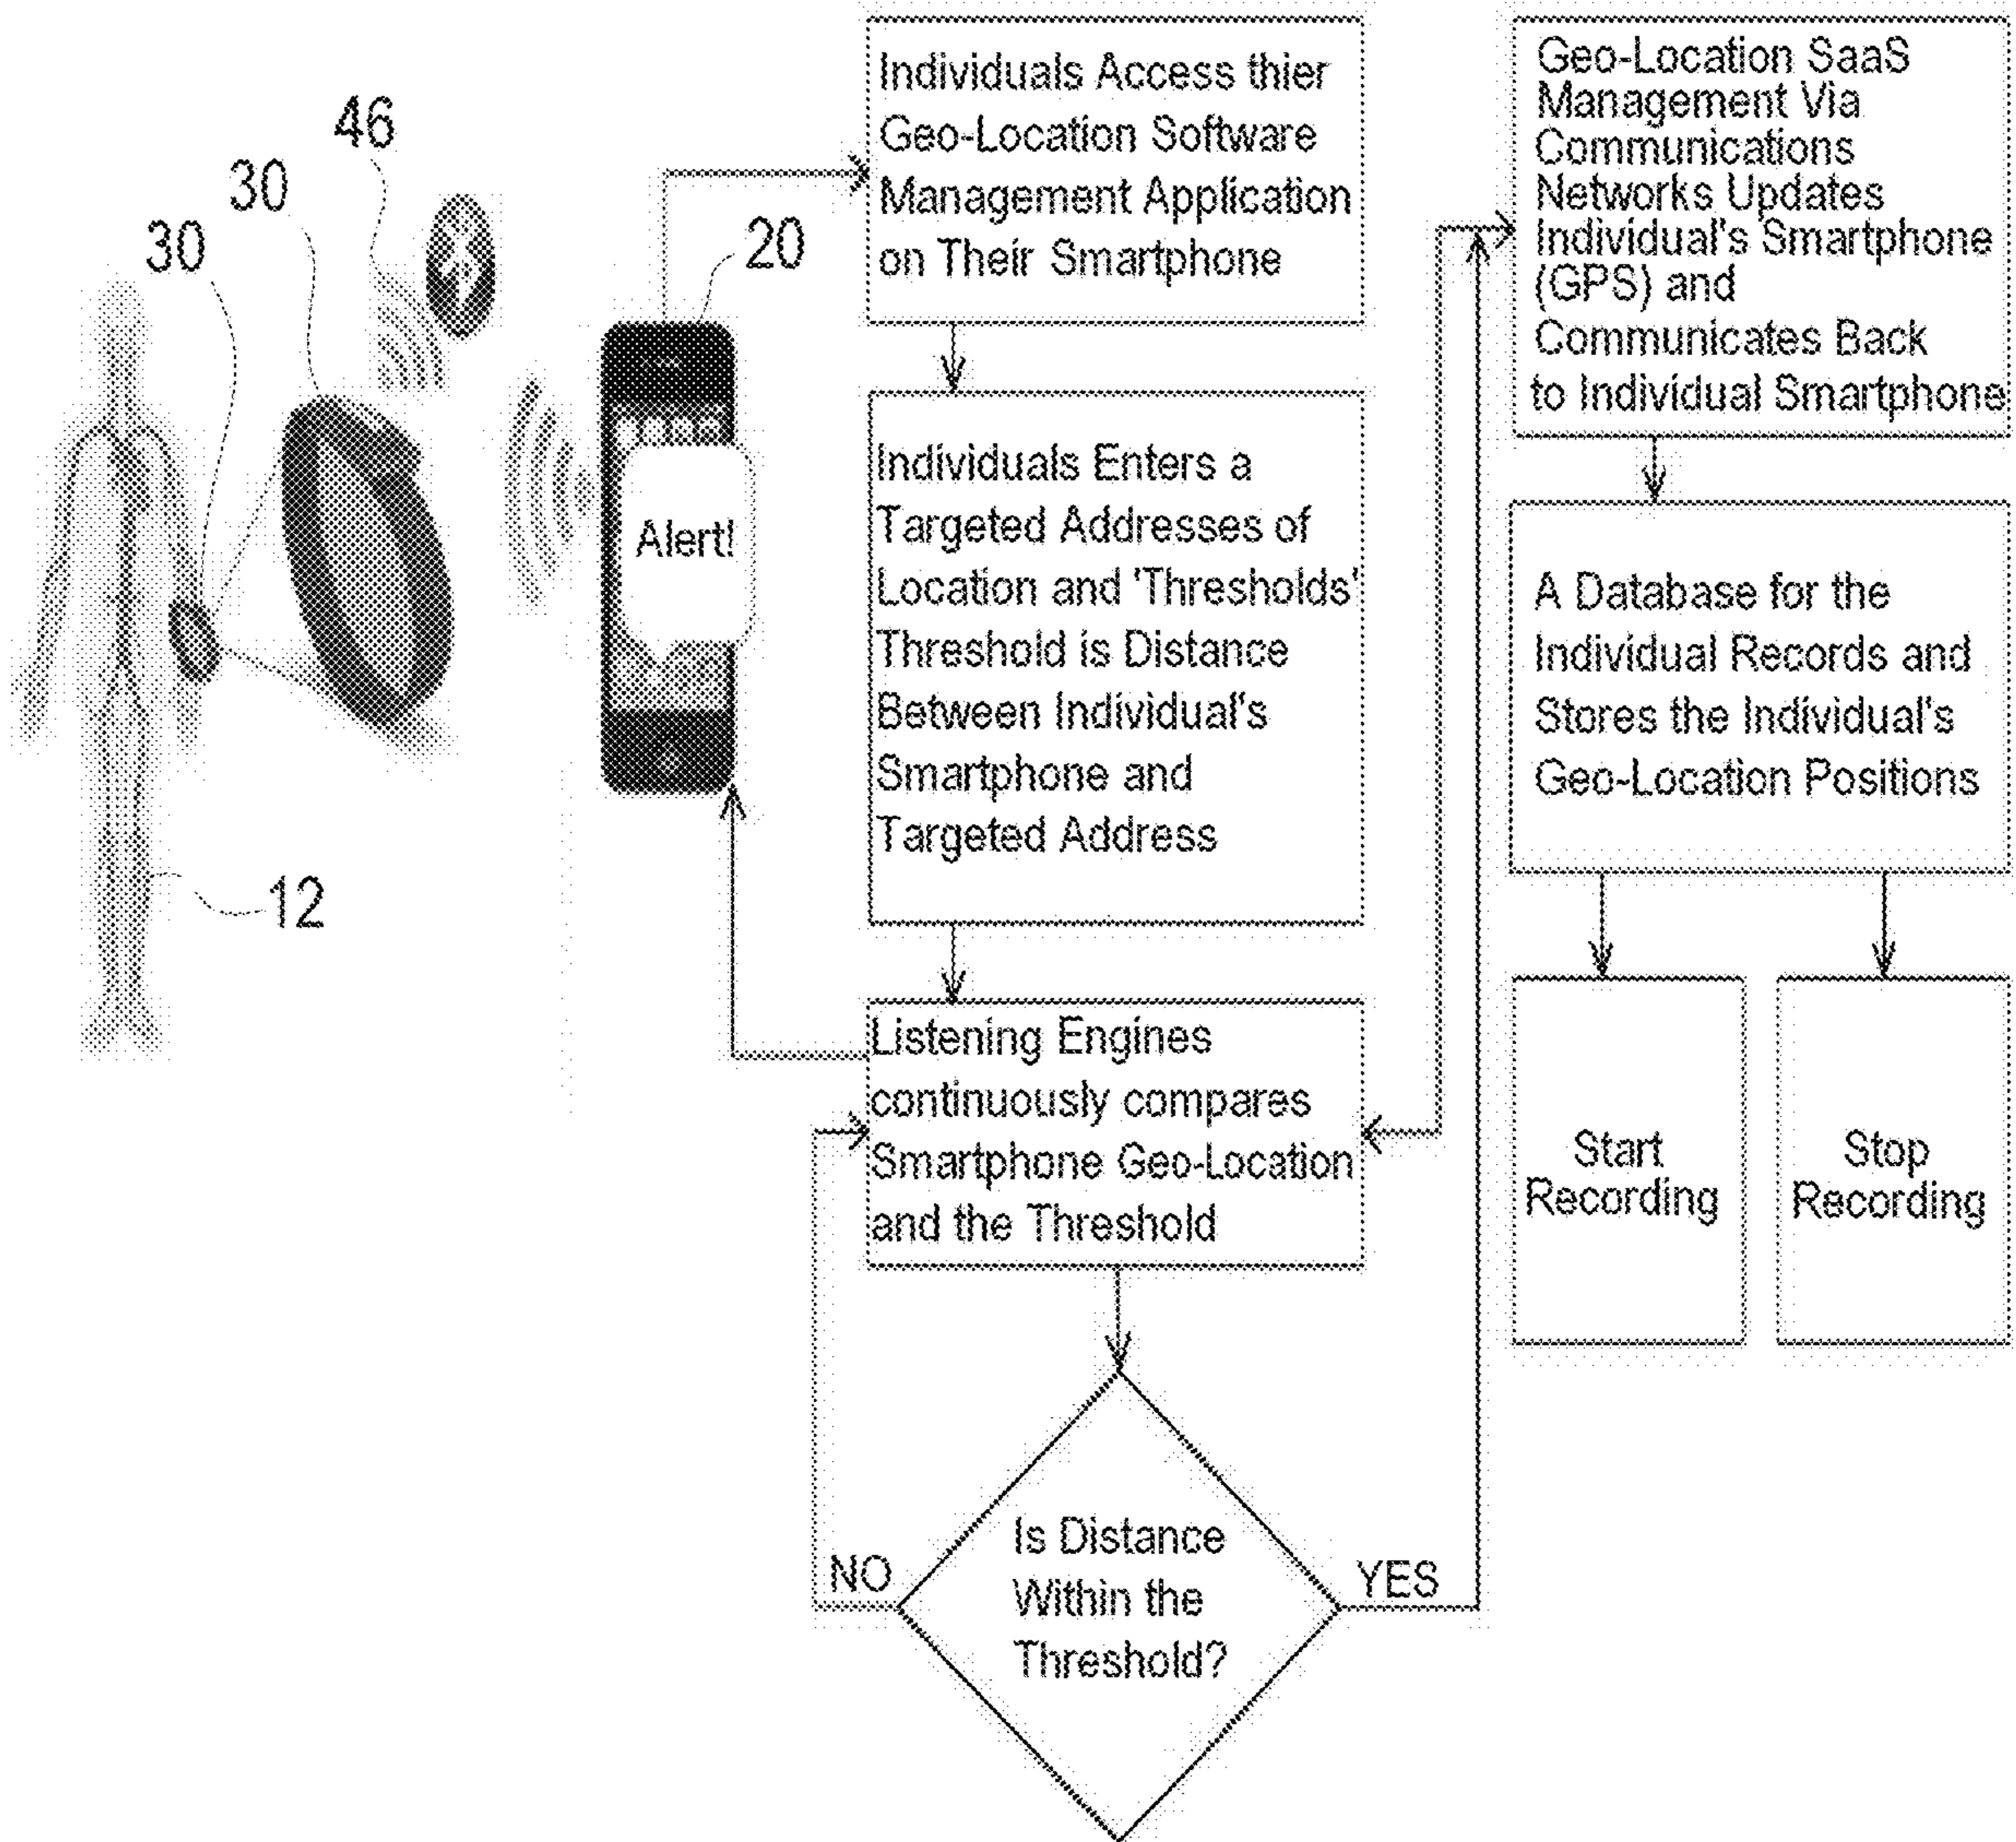 46
30
30
20
Alert!
12
Individuals Access thier
Geo-Location Software
Management Application
on Their Smartphone
Individuals Enters a
Targeted Addresses of
Location and 'Thresholds'
Threshold is Distance
Between Individual's
Smartphone and
Targeted Address
Listening Engines
continuously compares
Smartphone Geo-Location
and the Threshold
Is Distance
Within the
Threshold?
NO
YES
Geo-Location SaaS
Management Via
Communications
Networks Updates
Individual's Smartphone
(GPS) and
Communicates Back
to Individual Smartphone
A Database for the
Individual Records and
Stores the Individual's
Geo-Location Positions
Start
Recording
Stop
Recording